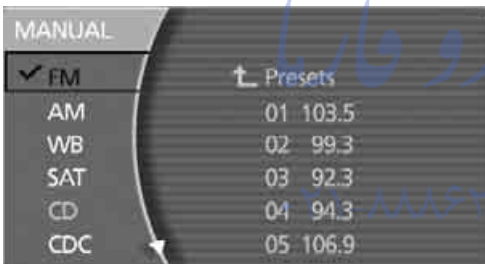 MANUAL
FM
Presets
AM
01 103.5
WB
02 99.3
SAT
03 92.3
CD
04 94.3
CDC
05 106.9